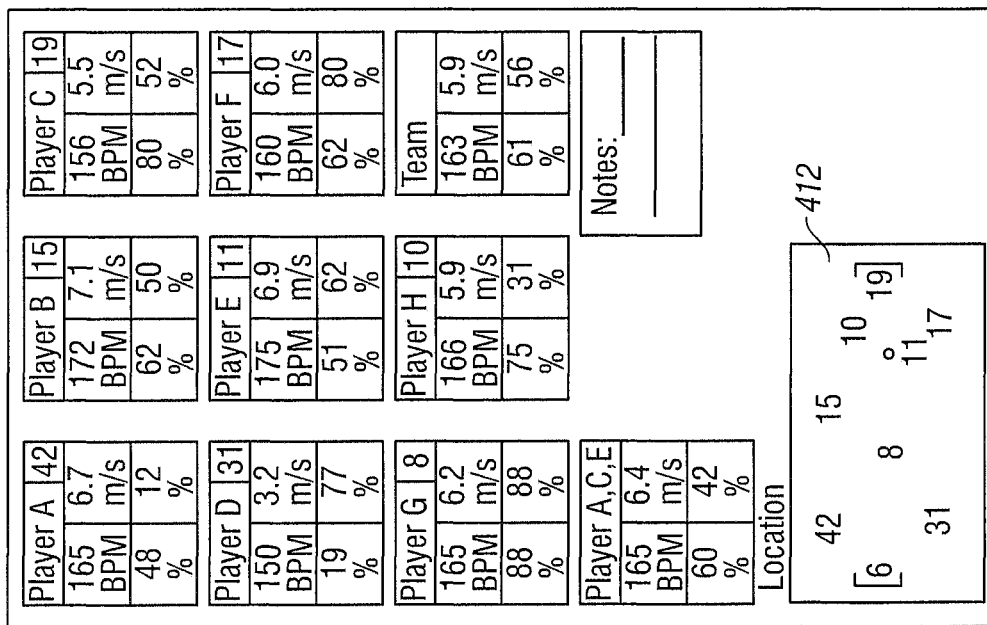 Player A 42
165 BPM 6.7 m/s
48 % 12 %
Player B 15
172 BPM 7.1 m/s
62 % 50 %
Player C 19
156 BPM 5.5 m/s
80 % 52 %
Player D 31
150 BPM 3.2 m/s
19 % 77 %
Player E 11
175 BPM 6.9 m/s
51 % 62 %
Player F 17
160 BPM 6.0 m/s
62 % 80 %
Player G 8
165 BPM 6.2 m/s
88 % 88 %
Player H 10
166 BPM 5.9 m/s
75 % 31 %
Team
163 BPM 5.9 m/s
61 % 56 %
Player A,C,E
165 BPM 6.4 m/s
60 % 42 %
Notes:
Location
412
42 15 10
6 8 19
31 11 17